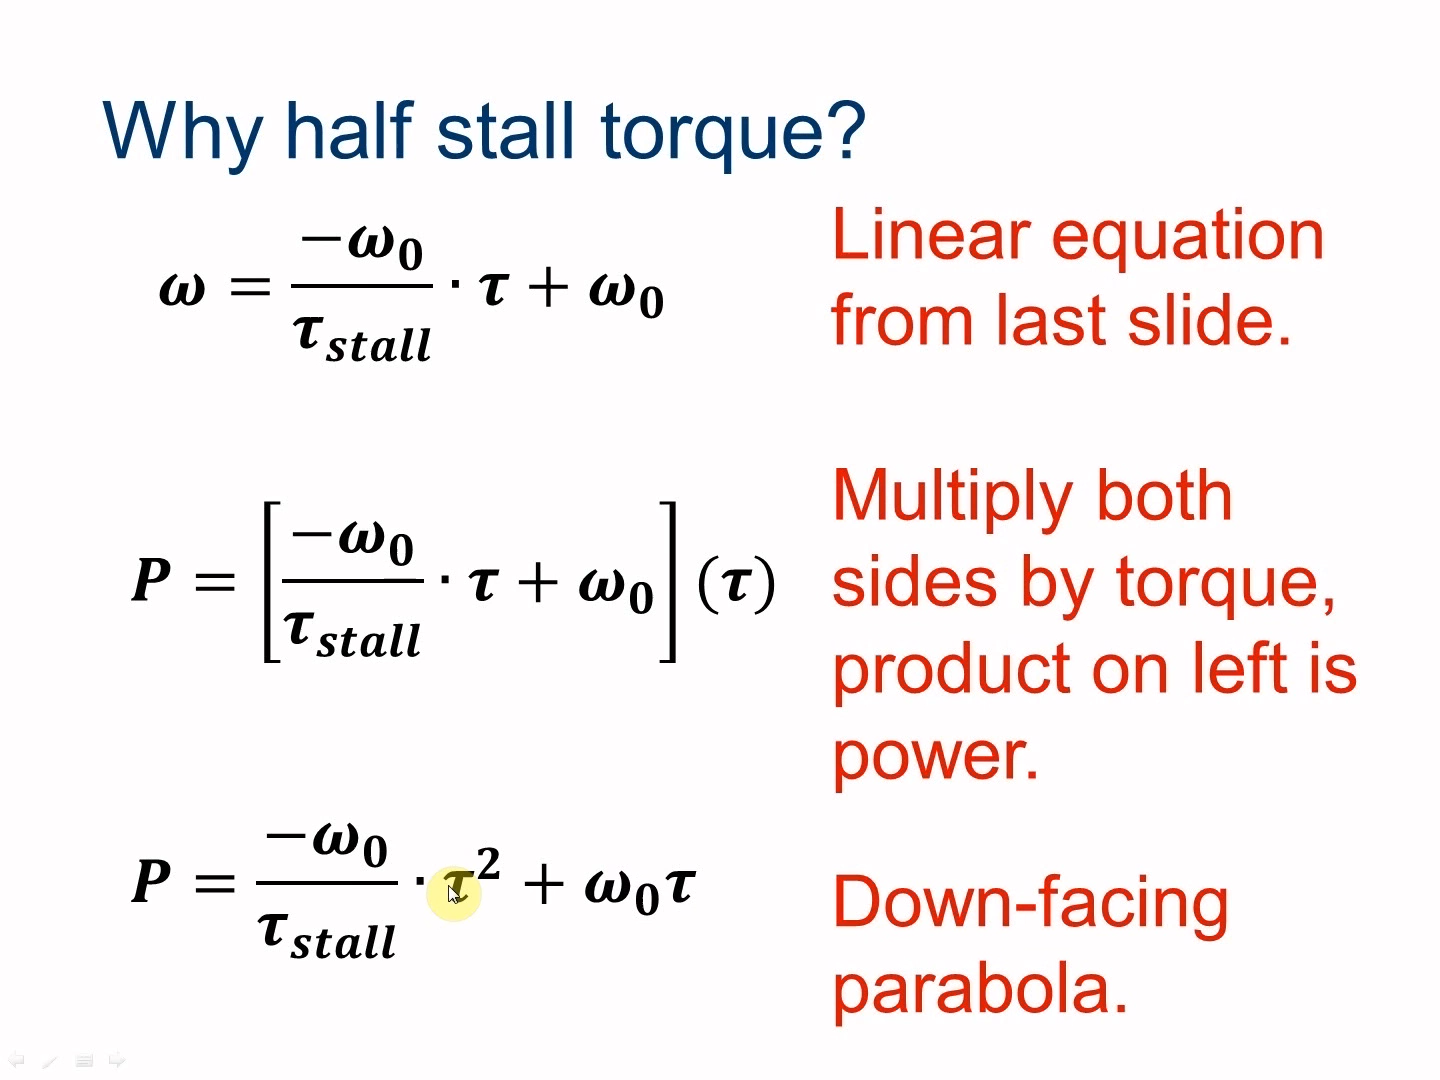 Why half stall torque?
ω = −ω₀/τ_stall · τ + ω₀
Linear equation
from last slide.
P = [−ω₀/τ_stall · τ + ω₀] (τ)
Multiply both
sides by torque,
product on left is
power.
P = −ω₀/τ_stall · τ² + ω₀τ
Down-facing
parabola.